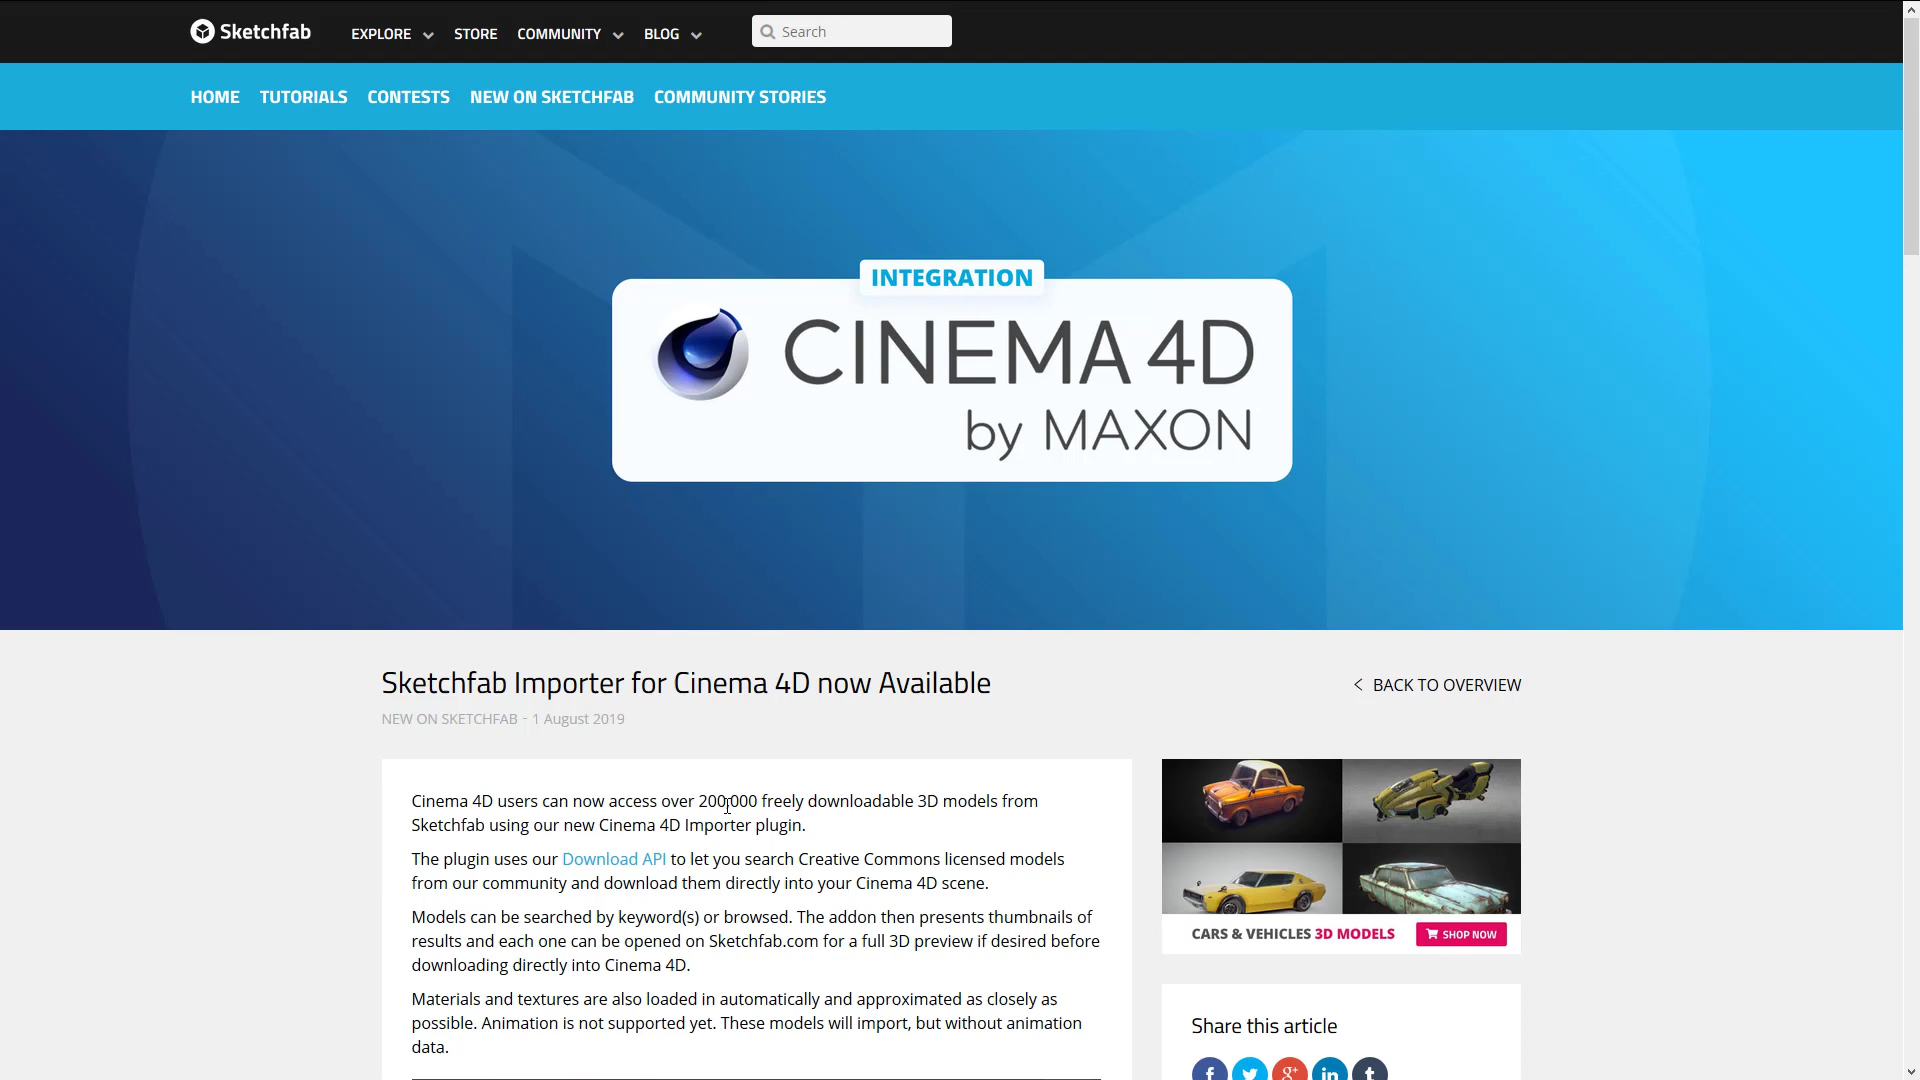 Sketchfab EXPLORE STORE COMMUNITY BLOG Search
HOME TUTORIALS CONTESTS NEW ON SKETCHFAB COMMUNITY STORIES
INTEGRATION
CINEMA 4D
by MAXON
Sketchfab Importer for Cinema 4D now Available
BACK TO OVERVIEW
NEW ON SKETCHFAB - 1 August 2019
Cinema 4D users can now access over 200,000 freely downloadable 3D models from
Sketchfab using our new Cinema 4D Importer plugin.
The plugin uses our Download API to let you search Creative Commons licensed models
from our community and download them directly into your Cinema 4D scene.
Models can be searched by keyword(s) or browsed. The addon then presents thumbnails of
results and each one can be opened on Sketchfab.com for a full 3D preview if desired before
downloading directly into Cinema 4D.
Materials and textures are also loaded in automatically and approximated as closely as
possible. Animation is not supported yet. These models will import, but without animation
data.
CARS & VEHICLES 3D MODELS SHOP NOW
Share this article
f g+ in t